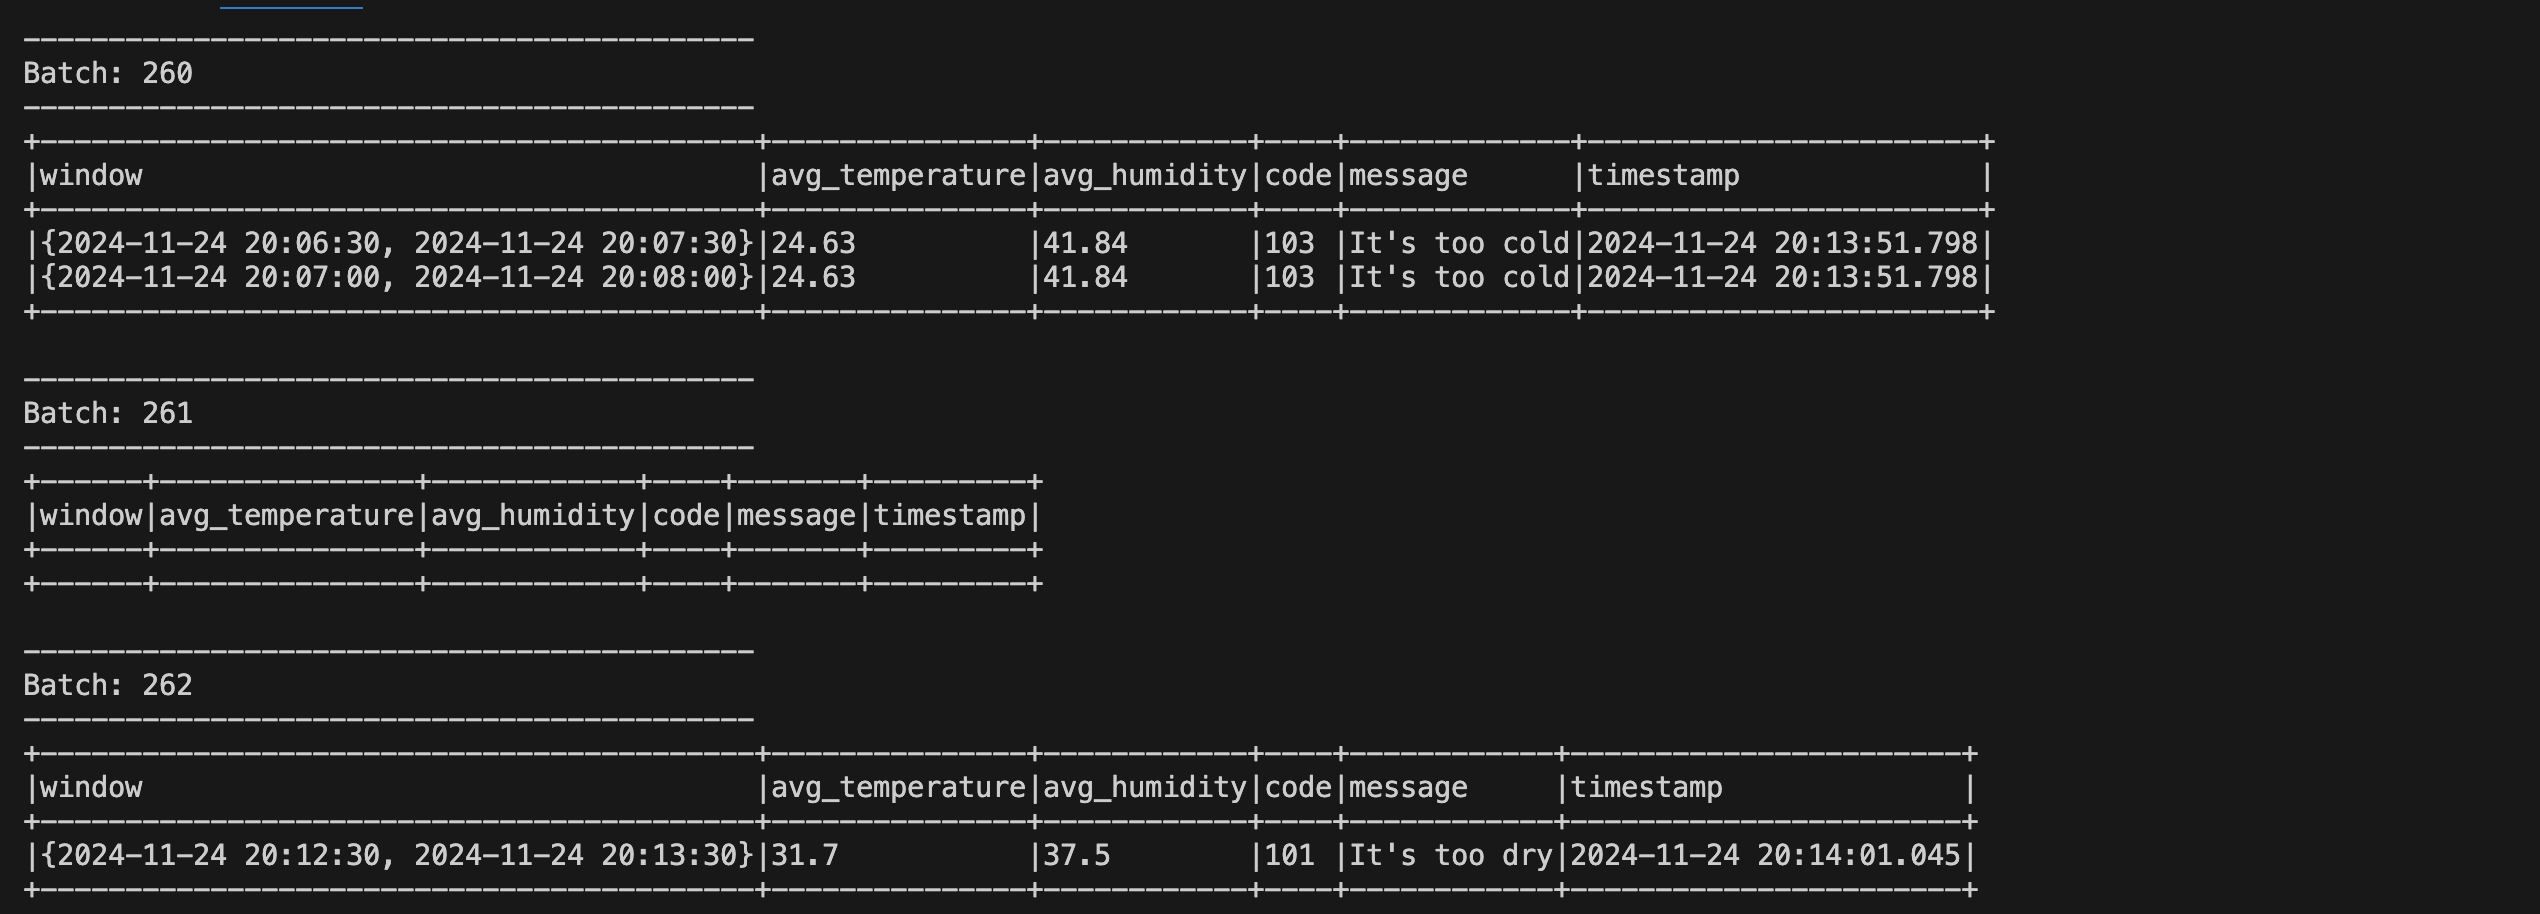 -------------------------------------------
Batch: 260
-------------------------------------------
+------------------------------------------+---------------+------------+----+-------------+-----------------------+
|window                                    |avg_temperature|avg_humidity|code|message      |timestamp              |
+------------------------------------------+---------------+------------+----+-------------+-----------------------+
|{2024-11-24 20:06:30, 2024-11-24 20:07:30}|24.63          |41.84       |103 |It's too cold|2024-11-24 20:13:51.798|
|{2024-11-24 20:07:00, 2024-11-24 20:08:00}|24.63          |41.84       |103 |It's too cold|2024-11-24 20:13:51.798|
+------------------------------------------+---------------+------------+----+-------------+-----------------------+
-------------------------------------------
Batch: 261
-------------------------------------------
+------+---------------+------------+----+-------+---------+
|window|avg_temperature|avg_humidity|code|message|timestamp|
+------+---------------+------------+----+-------+---------+
+------+---------------+------------+----+-------+---------+
-------------------------------------------
Batch: 262
-------------------------------------------
+------------------------------------------+---------------+------------+----+------------+-----------------------+
|window                                    |avg_temperature|avg_humidity|code|message     |timestamp              |
+------------------------------------------+---------------+------------+----+------------+-----------------------+
|{2024-11-24 20:12:30, 2024-11-24 20:13:30}|31.7           |37.5        |101 |It's too dry|2024-11-24 20:14:01.045|
+------------------------------------------+---------------+------------+----+------------+-----------------------+